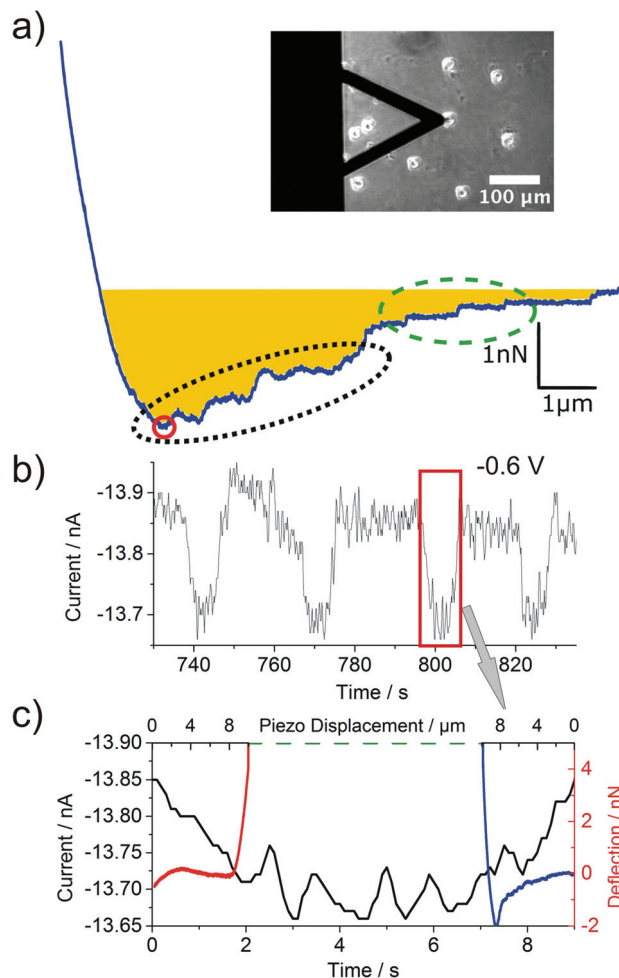 a)
100 µm
1nN
1µm
b)
-0.6 V
-13.9
-13.8
-13.7
Current / nA
740 760 780 800 820
Time / s
c)
0 4 8 Piezo Displacement / µm 8 4 0
-13.90
-13.85
-13.80
-13.75
-13.70
-13.65
Current / nA
4
2
0
-2
Deflection / nN
0 2 4 6 8
Time / s